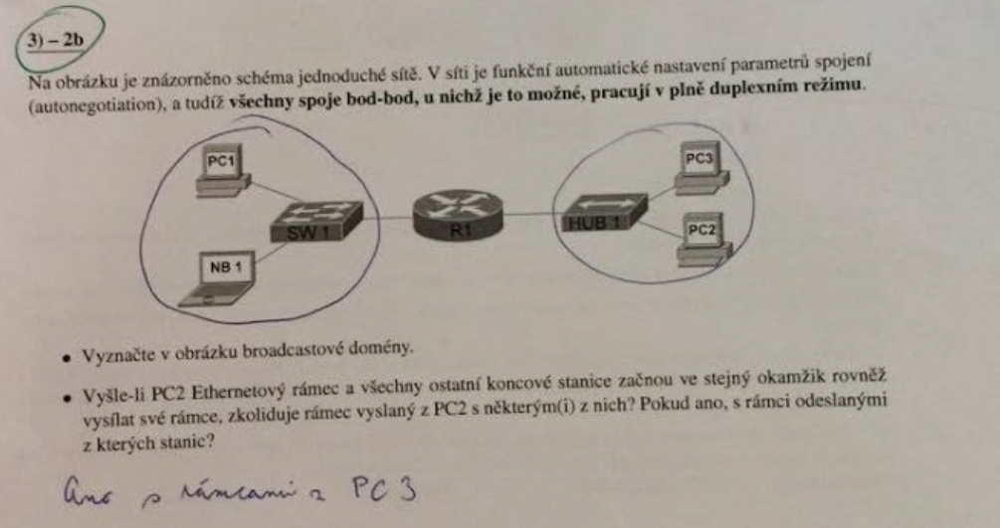 3) – 2b
Na obrázku je znázorněno schéma jednoduché sítě. V síti je funkční automatické nastavení parametrů spojení
(autonegotiation), a tudíž všechny spoje bod-bod, u nichž je to možné, pracují v plně duplexním režimu.
PC1
PC3
SW 1
R1
HUB 1
PC2
NB 1
• Vyznačte v obrázku broadcastové domény.
• Vyšle-li PC2 Ethernetový rámec a všechny ostatní koncové stanice začnou ve stejný okamžik rovněž
vysílat své rámce, zkoliduje rámec vyslaný z PC2 s některým(i) z nich? Pokud ano, s rámci odeslanými
z kterých stanic?
Ano s rámcami z PC 3